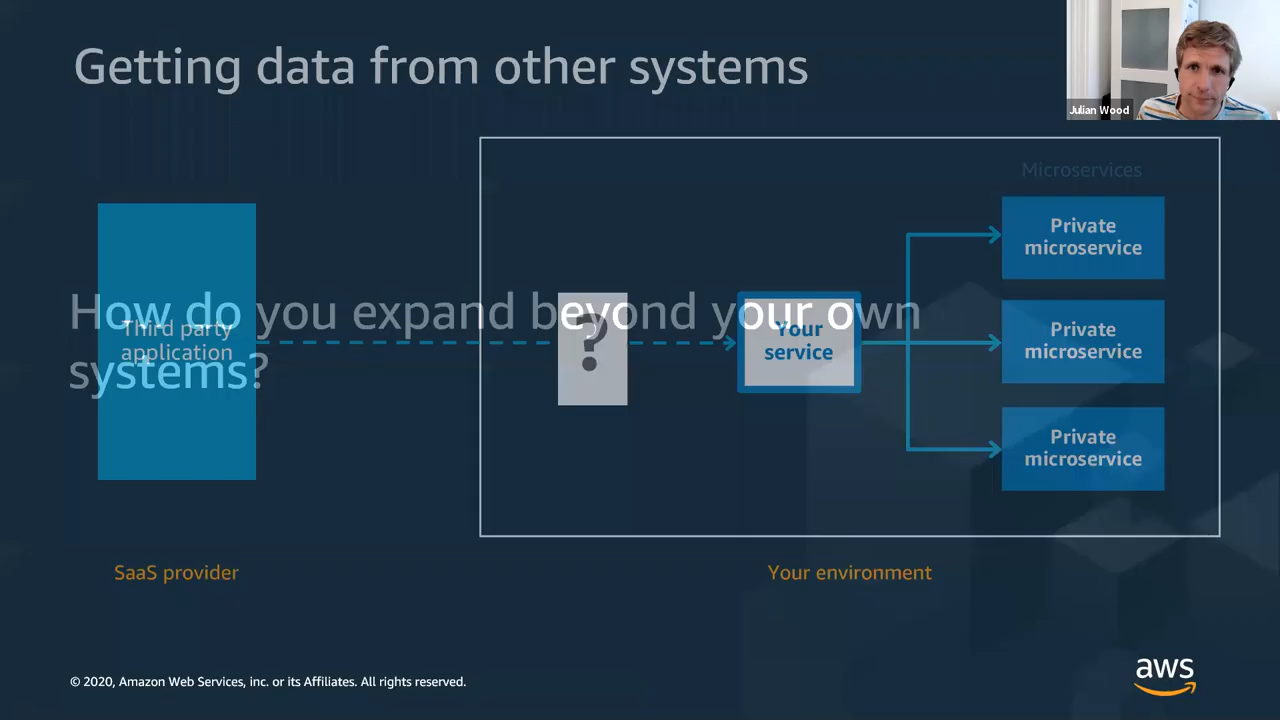 Getting data from other systems
Julian Wood
Microservices
Private
microservice
How do you expand beyond your own
systems?
Third party
application
?
Your
service
Private
microservice
Private
microservice
SaaS provider
Your environment
© 2020, Amazon Web Services, inc. or its Affiliates. All rights reserved.
aws